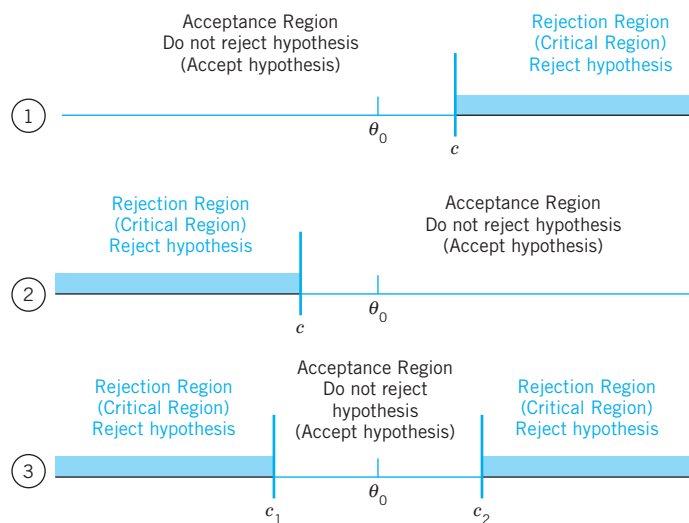 Acceptance Region
Do not reject hypothesis
(Accept hypothesis)
Rejection Region
(Critical Region)
Reject hypothesis
1
θ0
c
Rejection Region
(Critical Region)
Reject hypothesis
Acceptance Region
Do not reject hypothesis
(Accept hypothesis)
2
c
θ0
Rejection Region
(Critical Region)
Reject hypothesis
Acceptance Region
Do not reject
hypothesis
(Accept hypothesis)
Rejection Region
(Critical Region)
Reject hypothesis
3
c1
θ0
c2